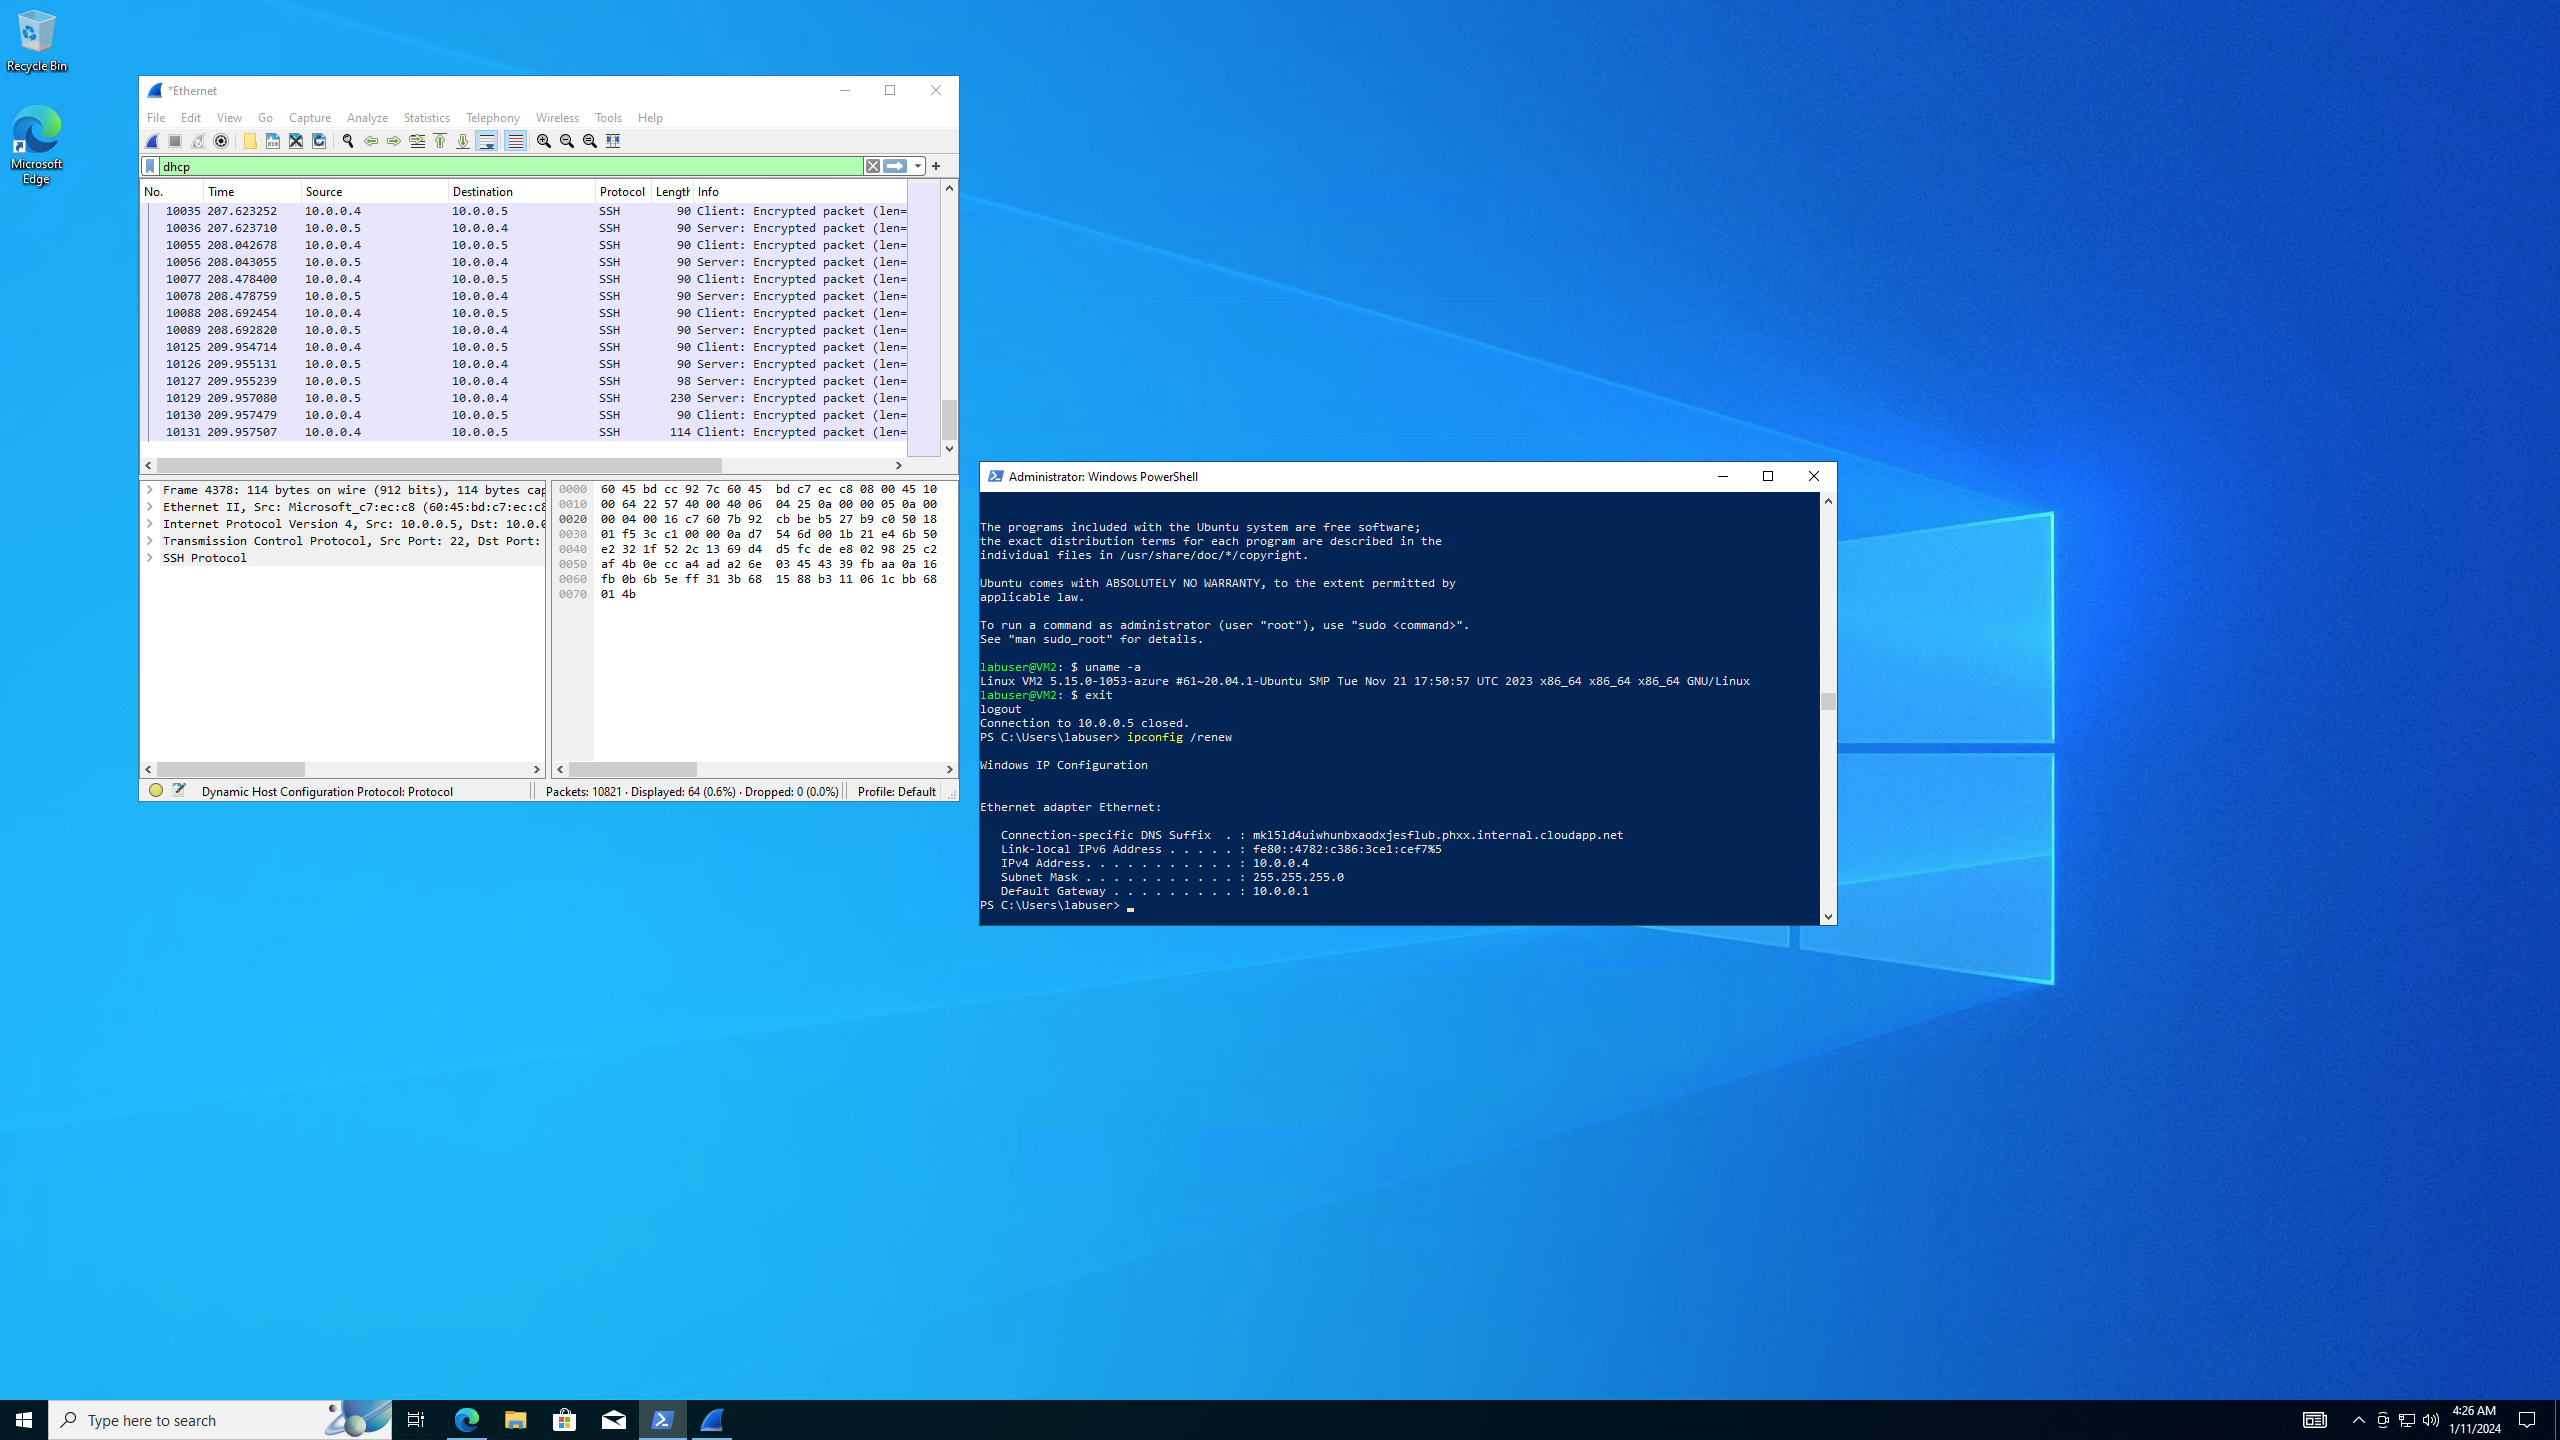 Recycle Bin
Microsoft
Edge
*Ethernet
File Edit View Go Capture Analyze Statistics Telephony Wireless Tools Help
dhcp
No. Time Source Destination Protocol Length Info
10035 207.623252 10.0.0.4 10.0.0.5 SSH 90 Client: Encrypted packet (len=
10036 207.623710 10.0.0.5 10.0.0.4 SSH 90 Server: Encrypted packet (len=
10055 208.042678 10.0.0.4 10.0.0.5 SSH 90 Client: Encrypted packet (len=
10056 208.043055 10.0.0.5 10.0.0.4 SSH 90 Server: Encrypted packet (len=
10077 208.478400 10.0.0.4 10.0.0.5 SSH 90 Client: Encrypted packet (len=
10078 208.478759 10.0.0.5 10.0.0.4 SSH 90 Server: Encrypted packet (len=
10088 208.692454 10.0.0.4 10.0.0.5 SSH 90 Client: Encrypted packet (len=
10089 208.692820 10.0.0.5 10.0.0.4 SSH 90 Server: Encrypted packet (len=
10125 209.954714 10.0.0.4 10.0.0.5 SSH 90 Client: Encrypted packet (len=
10126 209.955131 10.0.0.5 10.0.0.4 SSH 90 Server: Encrypted packet (len=
10127 209.955239 10.0.0.5 10.0.0.4 SSH 98 Server: Encrypted packet (len=
10129 209.957080 10.0.0.5 10.0.0.4 SSH 230 Server: Encrypted packet (len=
10130 209.957479 10.0.0.4 10.0.0.5 SSH 90 Client: Encrypted packet (len=
10131 209.957507 10.0.0.4 10.0.0.5 SSH 114 Client: Encrypted packet (len=
Frame 4378: 114 bytes on wire (912 bits), 114 bytes cap
Ethernet II, Src: Microsoft_c7:ec:c8 (60:45:bd:c7:ec:c8
Internet Protocol Version 4, Src: 10.0.0.5, Dst: 10.0.0
Transmission Control Protocol, Src Port: 22, Dst Port:
SSH Protocol
0000 60 45 bd cc 92 7c 60 45 bd c7 ec c8 08 00 45 10
0010 00 64 22 57 40 00 40 06 04 25 0a 00 00 05 0a 00
0020 00 04 00 16 c7 60 7b 92 cb be b5 27 b9 c0 50 18
0030 01 f5 3c c1 00 00 0a d7 54 6d 00 1b 21 e4 6b 50
0040 e2 32 1f 52 2c 13 69 d4 d5 fc de e8 02 98 25 c2
0050 af 4b 0e cc a4 ad a2 6e 03 45 43 39 fb aa 0a 16
0060 fb 0b 6b 5e ff 31 3b 68 15 88 b3 11 06 1c bb 68
0070 01 4b
Dynamic Host Configuration Protocol: Protocol
Packets: 10821 · Displayed: 64 (0.6%) · Dropped: 0 (0.0%)
Profile: Default
Administrator: Windows PowerShell
The programs included with the Ubuntu system are free software;
the exact distribution terms for each program are described in the
individual files in /usr/share/doc/*/copyright.
Ubuntu comes with ABSOLUTELY NO WARRANTY, to the extent permitted by
applicable law.
To run a command as administrator (user "root"), use "sudo <command>".
See "man sudo_root" for details.
labuser@VM2: $ uname -a
Linux VM2 5.15.0-1053-azure #61~20.04.1-Ubuntu SMP Tue Nov 21 17:50:57 UTC 2023 x86_64 x86_64 x86_64 GNU/Linux
labuser@VM2: $ exit
logout
Connection to 10.0.0.5 closed.
PS C:\Users\labuser> ipconfig /renew
Windows IP Configuration
Ethernet adapter Ethernet:
Connection-specific DNS Suffix . : mkl5ld4uiwhunbxaodxjesflub.phxx.internal.cloudapp.net
Link-local IPv6 Address . . . . . : fe80::4782:c386:3ce1:cef7%5
IPv4 Address. . . . . . . . . . . : 10.0.0.4
Subnet Mask . . . . . . . . . . . : 255.255.255.0
Default Gateway . . . . . . . . . : 10.0.0.1
PS C:\Users\labuser>
Type here to search
4:26 AM
1/11/2024